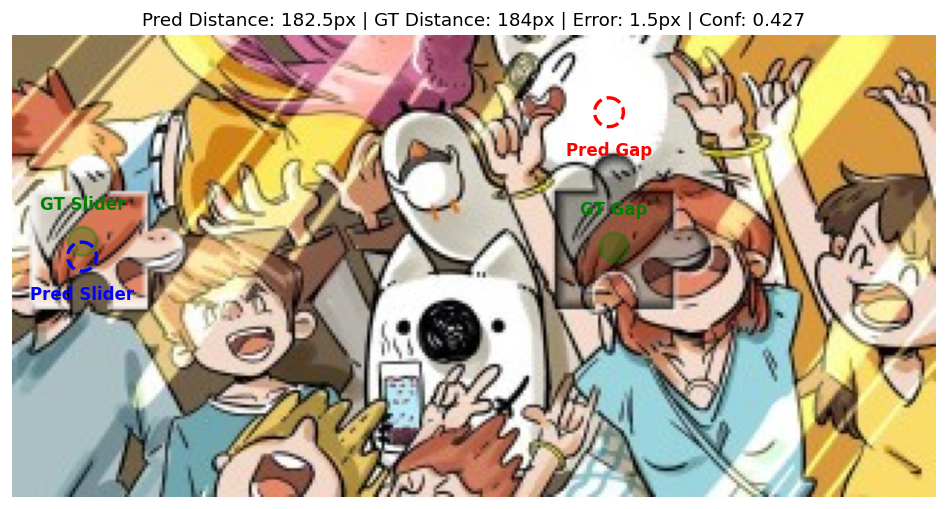 Pred Distance: 182.5px | GT Distance: 184px | Error: 1.5px | Conf: 0.427
Pred Gap
GT Slider
GT Gap
Pred Slider